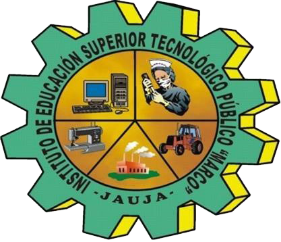 INSTITUTO DE EDUCACIÓN SUPERIOR TECNOLÓGICO PÚBLICO "MARCO"
- JAUJA -